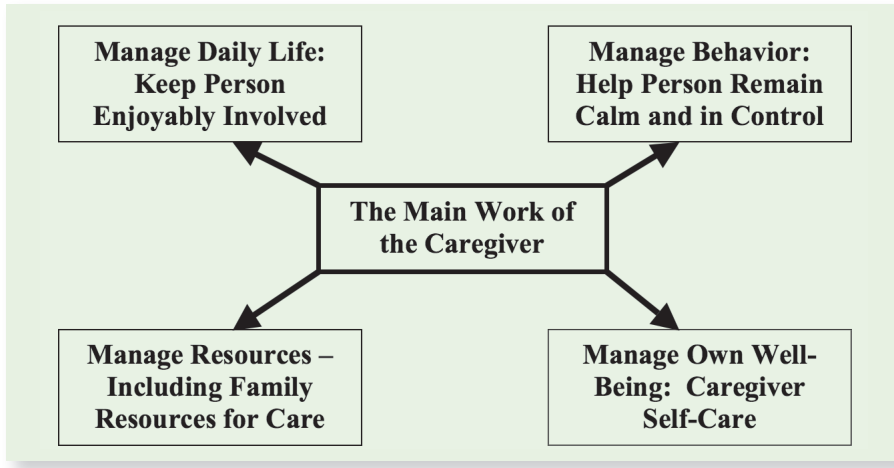 Manage Daily Life:
Keep Person
Enjoyably Involved
Manage Behavior:
Help Person Remain
Calm and in Control
The Main Work of
the Caregiver
Manage Resources –
Including Family
Resources for Care
Manage Own Well-
Being:  Caregiver
Self-Care